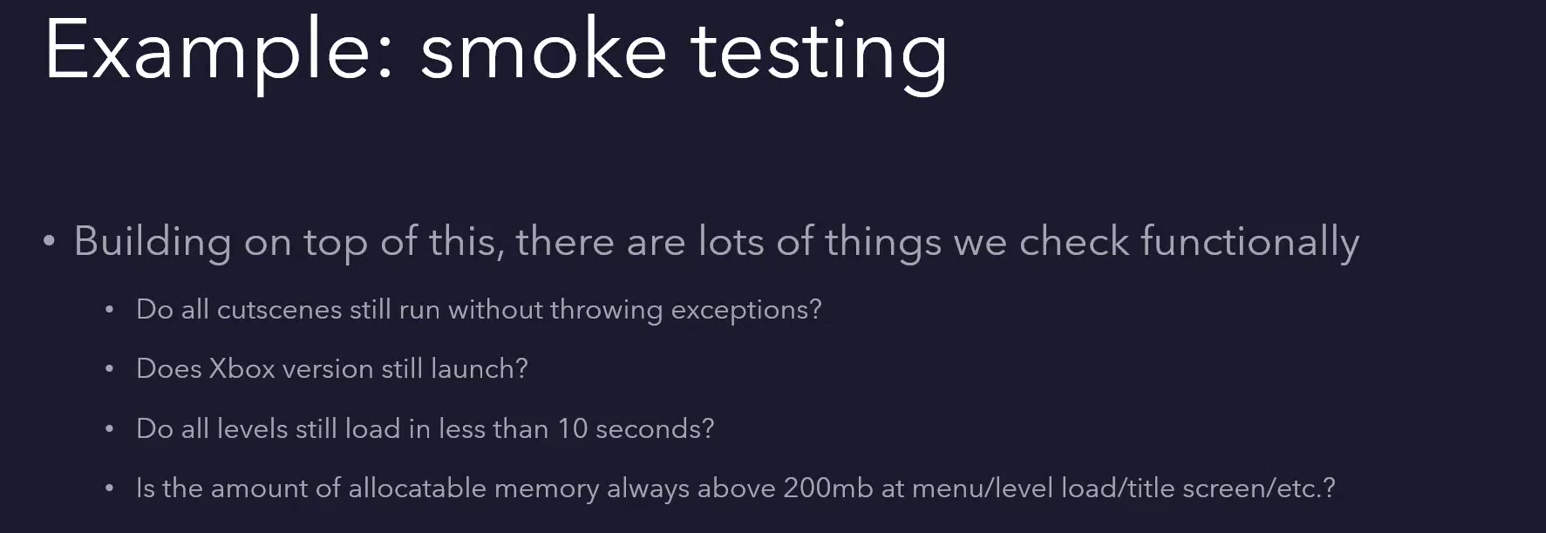 Example: smoke testing
• Building on top of this, there are lots of things we check functionally
• Do all cutscenes still run without throwing exceptions?
• Does Xbox version still launch?
• Do all levels still load in less than 10 seconds?
• Is the amount of allocatable memory always above 200mb at menu/level load/title screen/etc.?